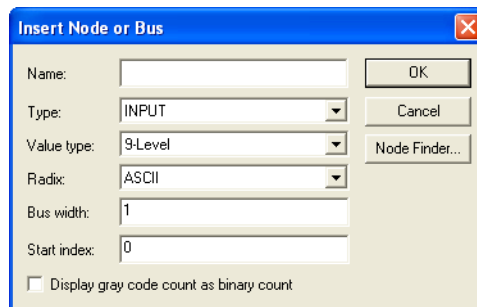 Insert Node or Bus
Name:
OK
Type: INPUT
Cancel
Value type: 9-Level
Node Finder...
Radix: ASCII
Bus width: 1
Start index: 0
Display gray code count as binary count